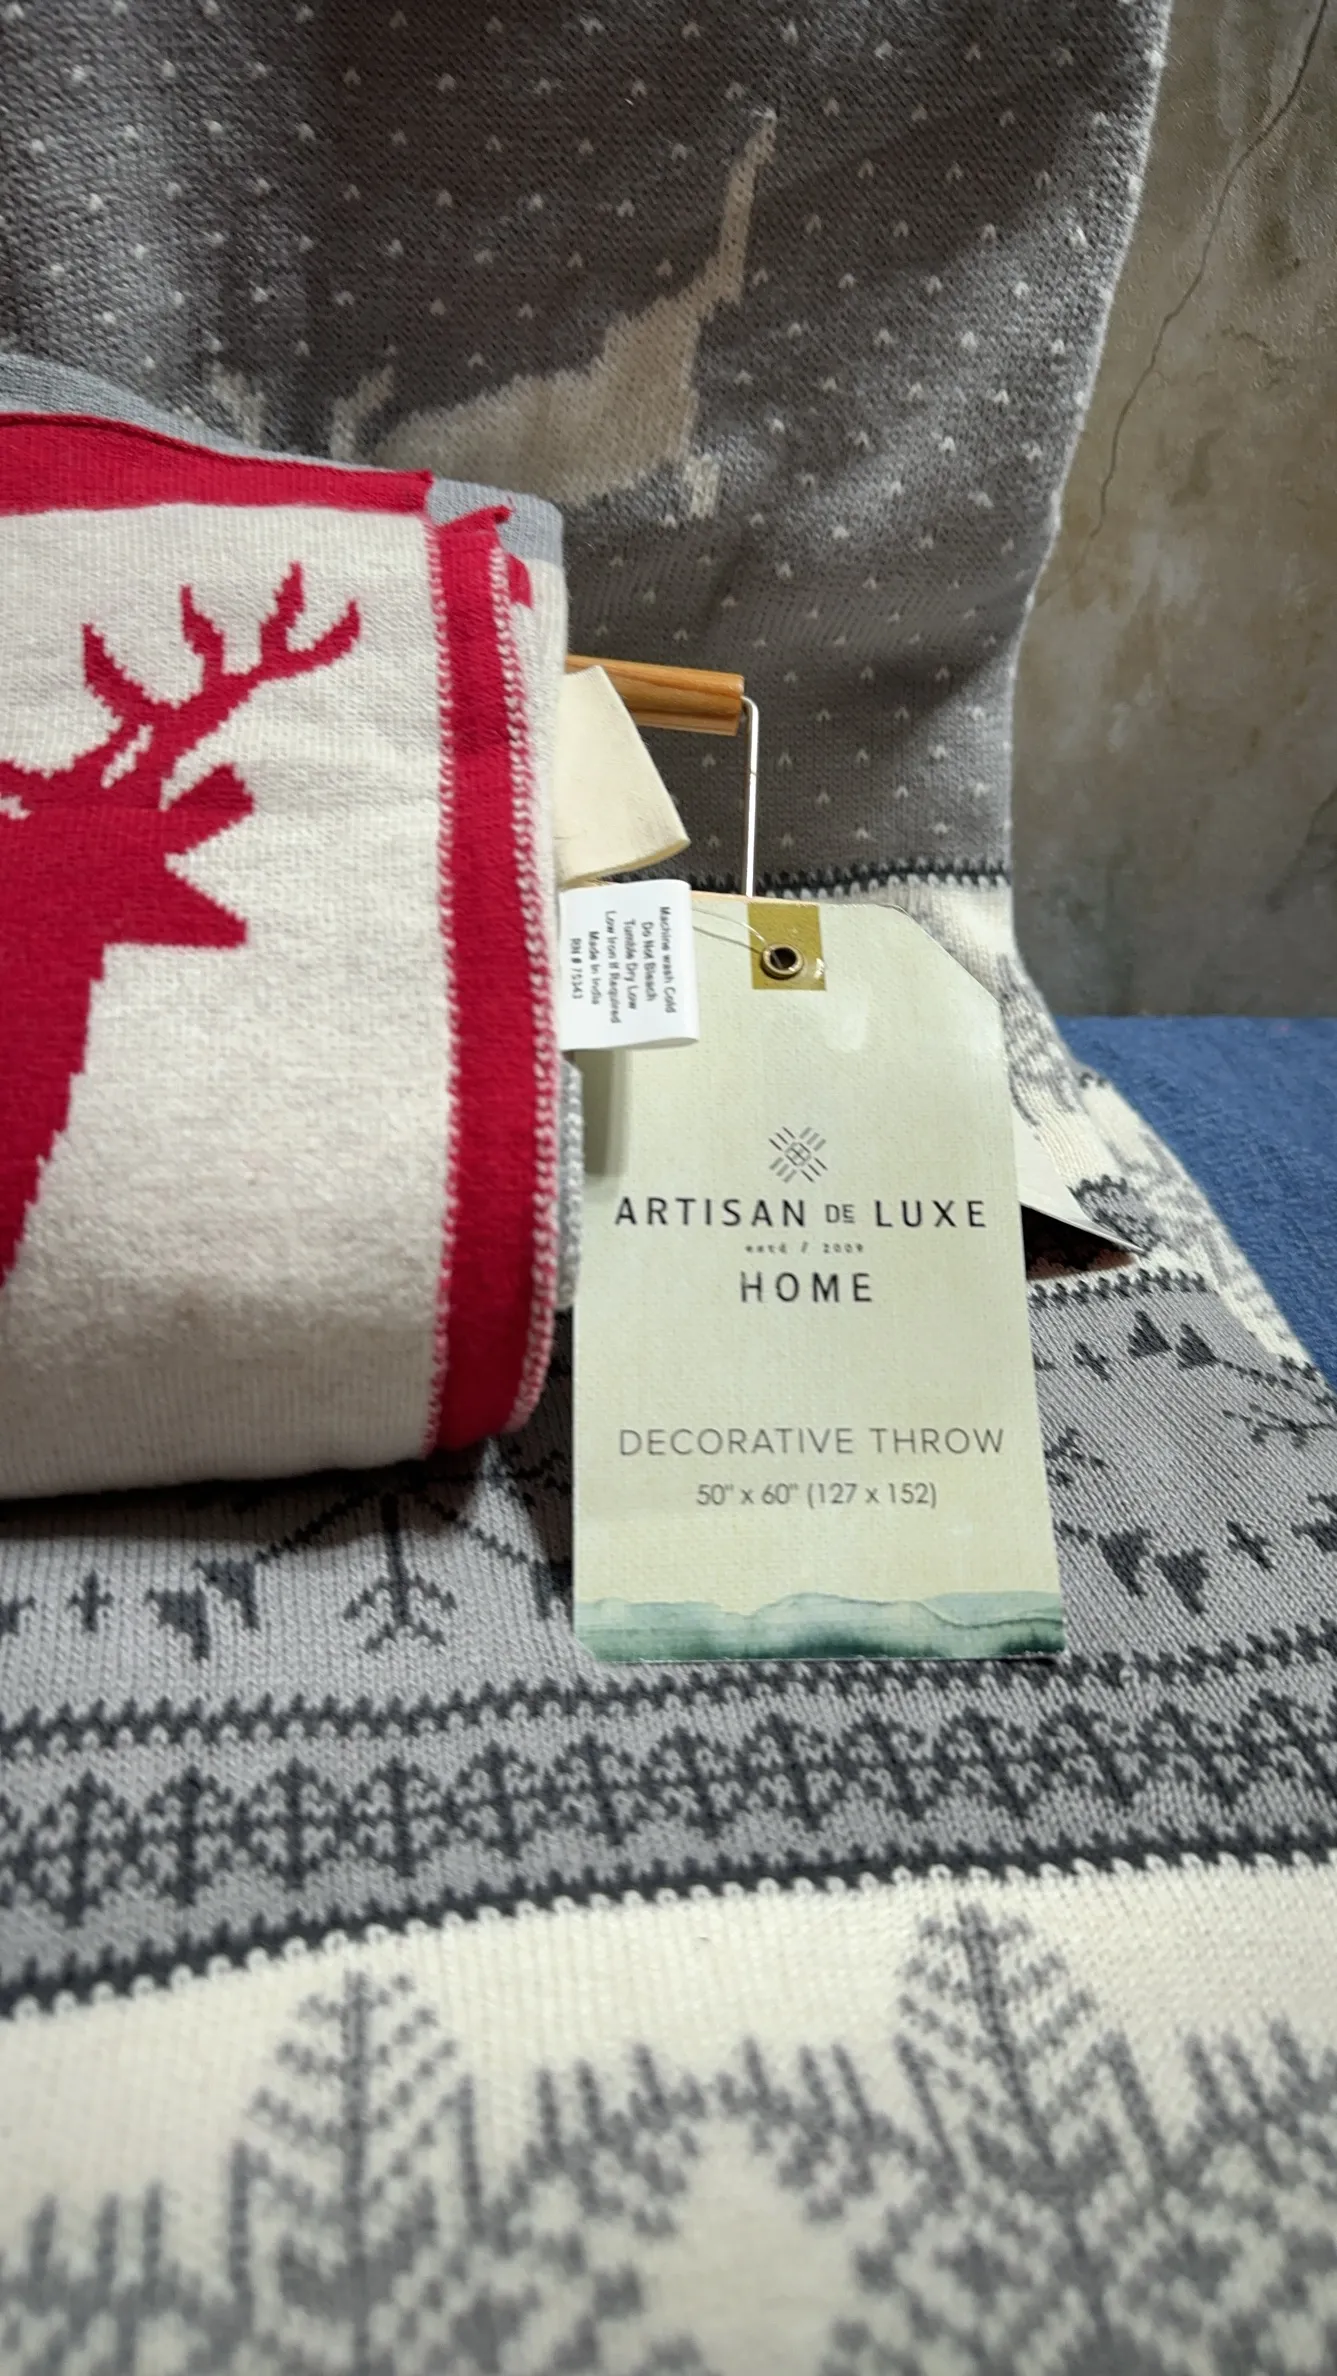 Machine wash Cold
Do Not Bleach
Tumble Dry Low
Low Iron If Required
Made In India
ARTISAN DE LUXE
estd / 2009
HOME
DECORATIVE THROW
50" x 60" (127 x 152)